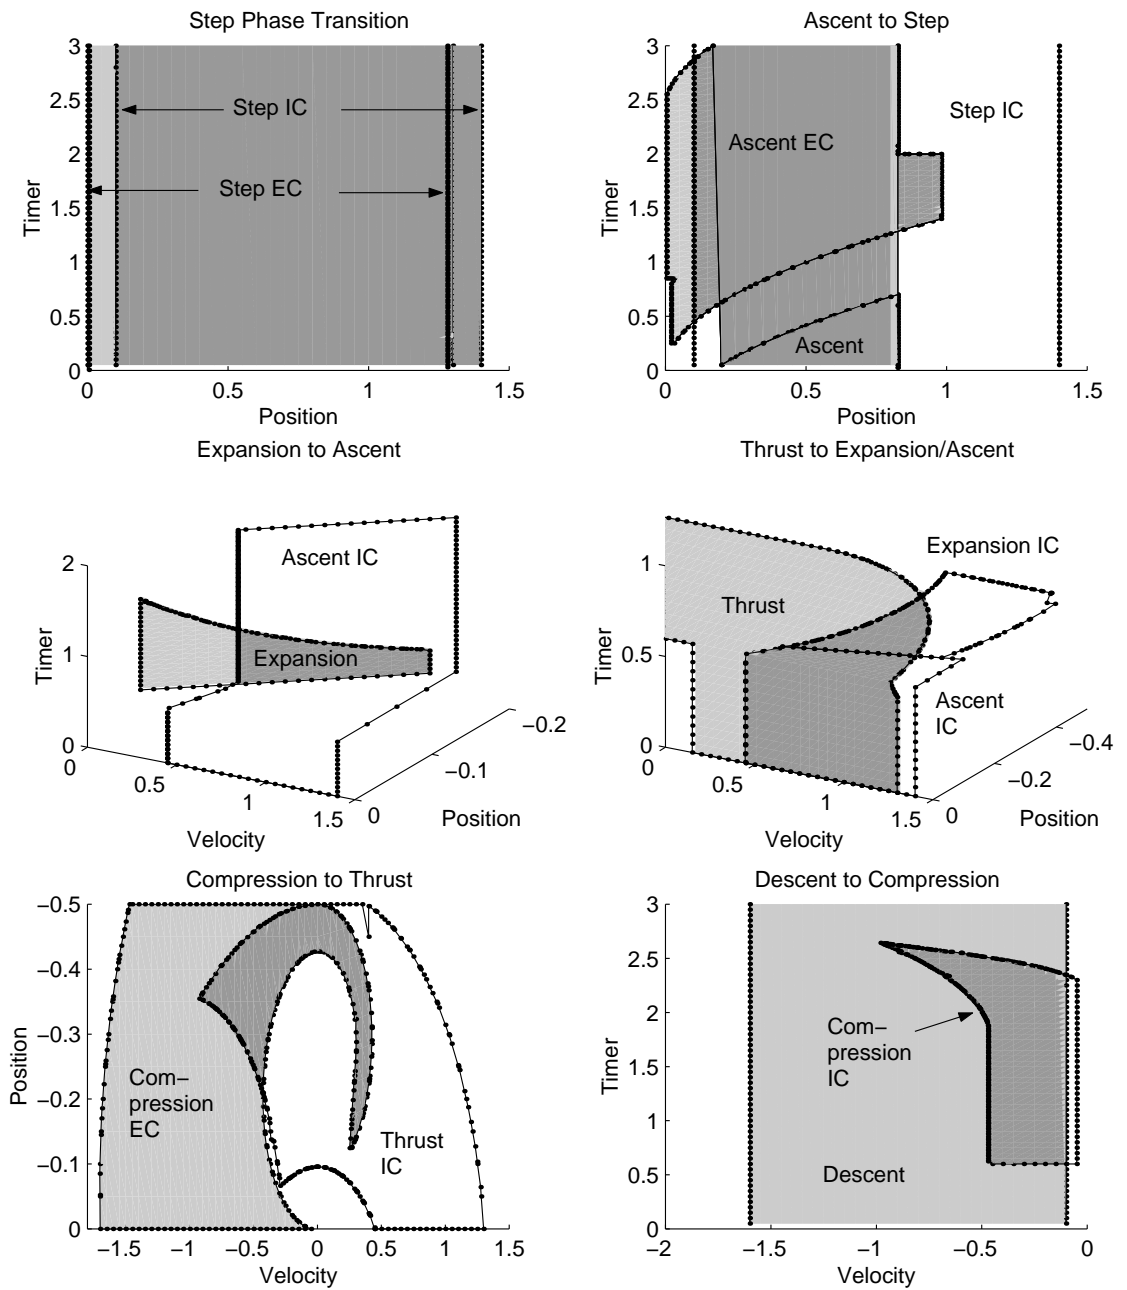 Step Phase Transition
3
2.5
2
1.5
1
0.5
0
Timer
Step IC
Step EC
0
0.5
1
1.5
Position
Ascent to Step
3
2.5
2
1.5
1
0.5
0
Timer
Ascent EC
Step IC
Ascent
0
0.5
1
1.5
Position
Expansion to Ascent
2
1
0
Timer
Ascent IC
Expansion
0
0.5
1
1.5
Velocity
0
−0.1
−0.2
Position
Thrust to Expansion/Ascent
1
0.5
0
Timer
Expansion IC
Thrust
Ascent
IC
0
0.5
1
1.5
Velocity
0
−0.2
−0.4
Position
Compression to Thrust
−0.5
−0.4
−0.3
−0.2
−0.1
0
Position
Com−
pression
EC
Thrust
IC
−1.5
−1
−0.5
0
0.5
1
1.5
Velocity
Descent to Compression
3
2.5
2
1.5
1
0.5
0
Timer
Com−
pression
IC
Descent
−2
−1.5
−1
−0.5
0
Velocity